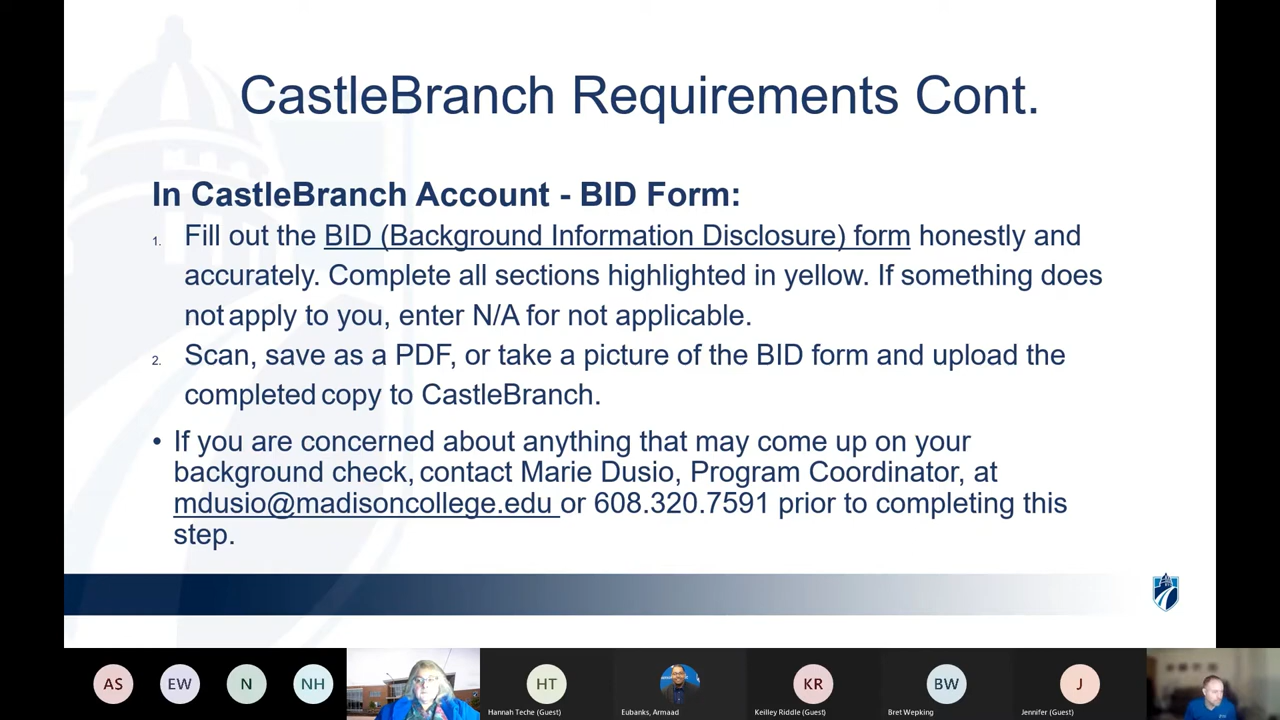 CastleBranch Requirements Cont.
In CastleBranch Account - BID Form:
1. Fill out the BID (Background Information Disclosure) form honestly and
accurately. Complete all sections highlighted in yellow. If something does
not apply to you, enter N/A for not applicable.
2. Scan, save as a PDF, or take a picture of the BID form and upload the
completed copy to CastleBranch.
• If you are concerned about anything that may come up on your
background check, contact Marie Dusio, Program Coordinator, at
mdusio@madisoncollege.edu or 608.320.7591 prior to completing this
step.
AS EW N NH HT KR BW J
Hannah Teche (Guest) Eubanks, Armaad Keilley Riddle (Guest) Bret Wepking Jennifer (Guest)